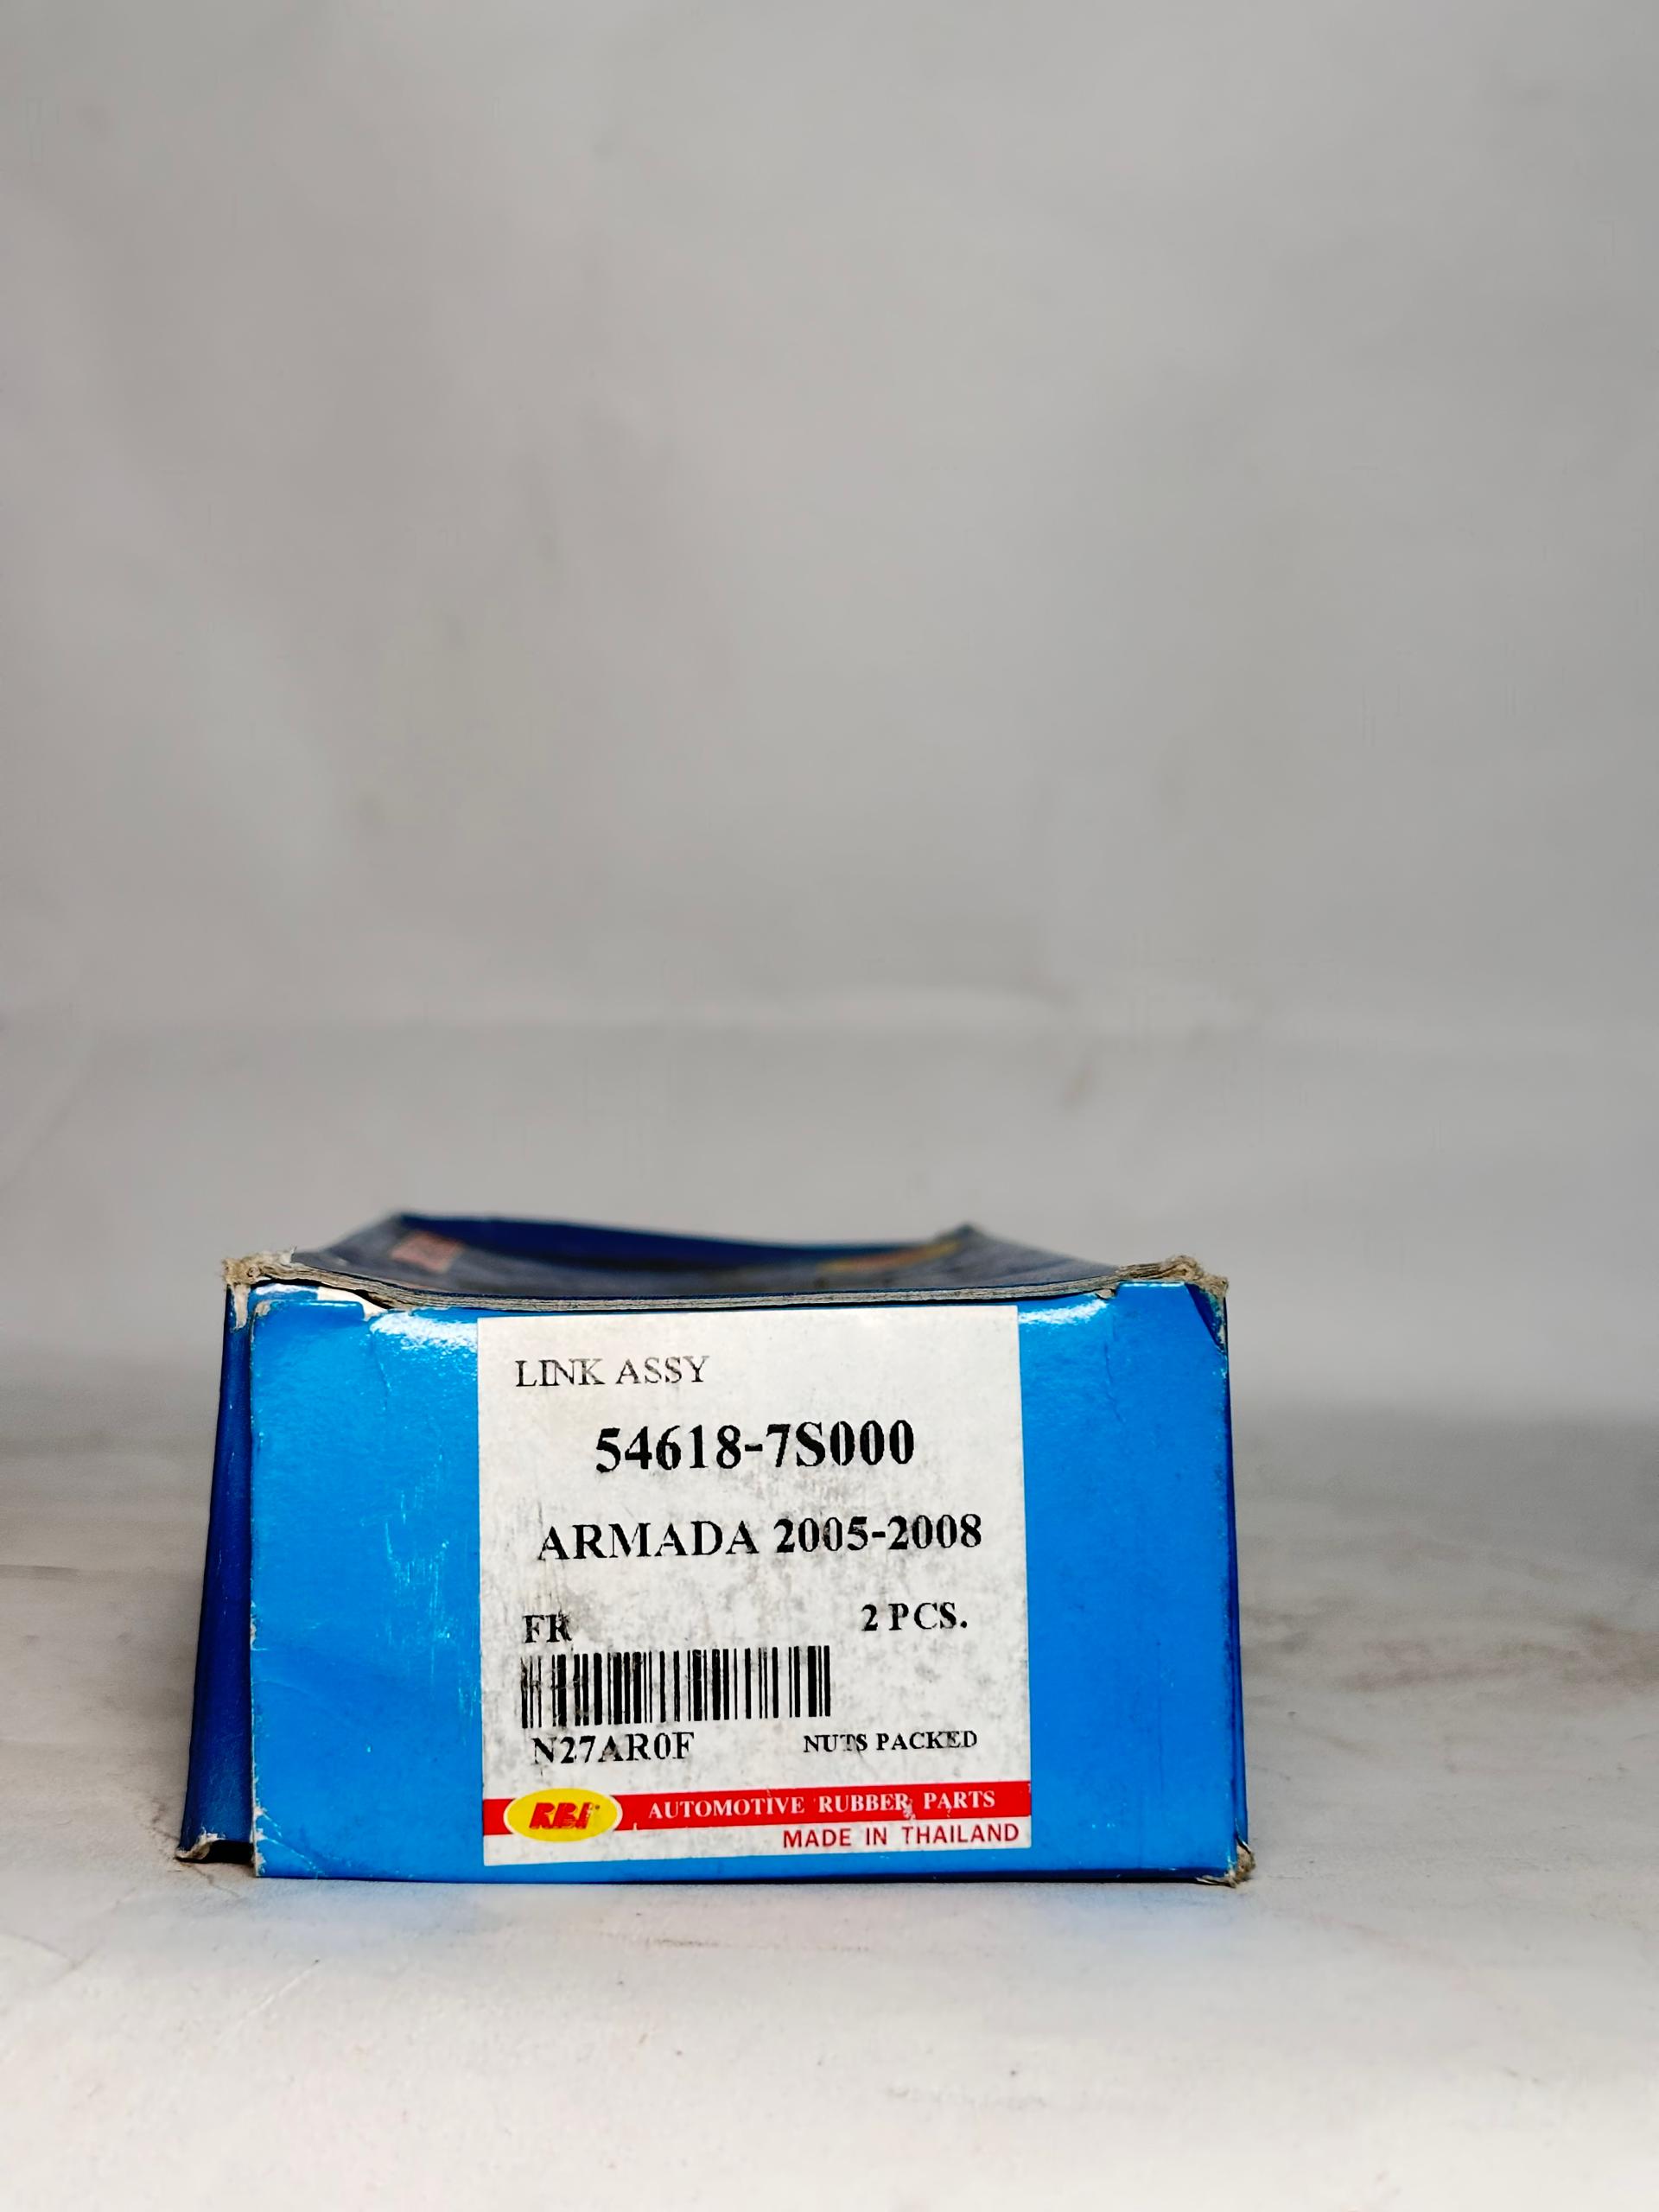 LINK ASSY
54618-7S000
ARMADA 2005-2008
FR 2 PCS.
N27AR0F NUTS PACKED
RBI AUTOMOTIVE RUBBER PARTS
MADE IN THAILAND